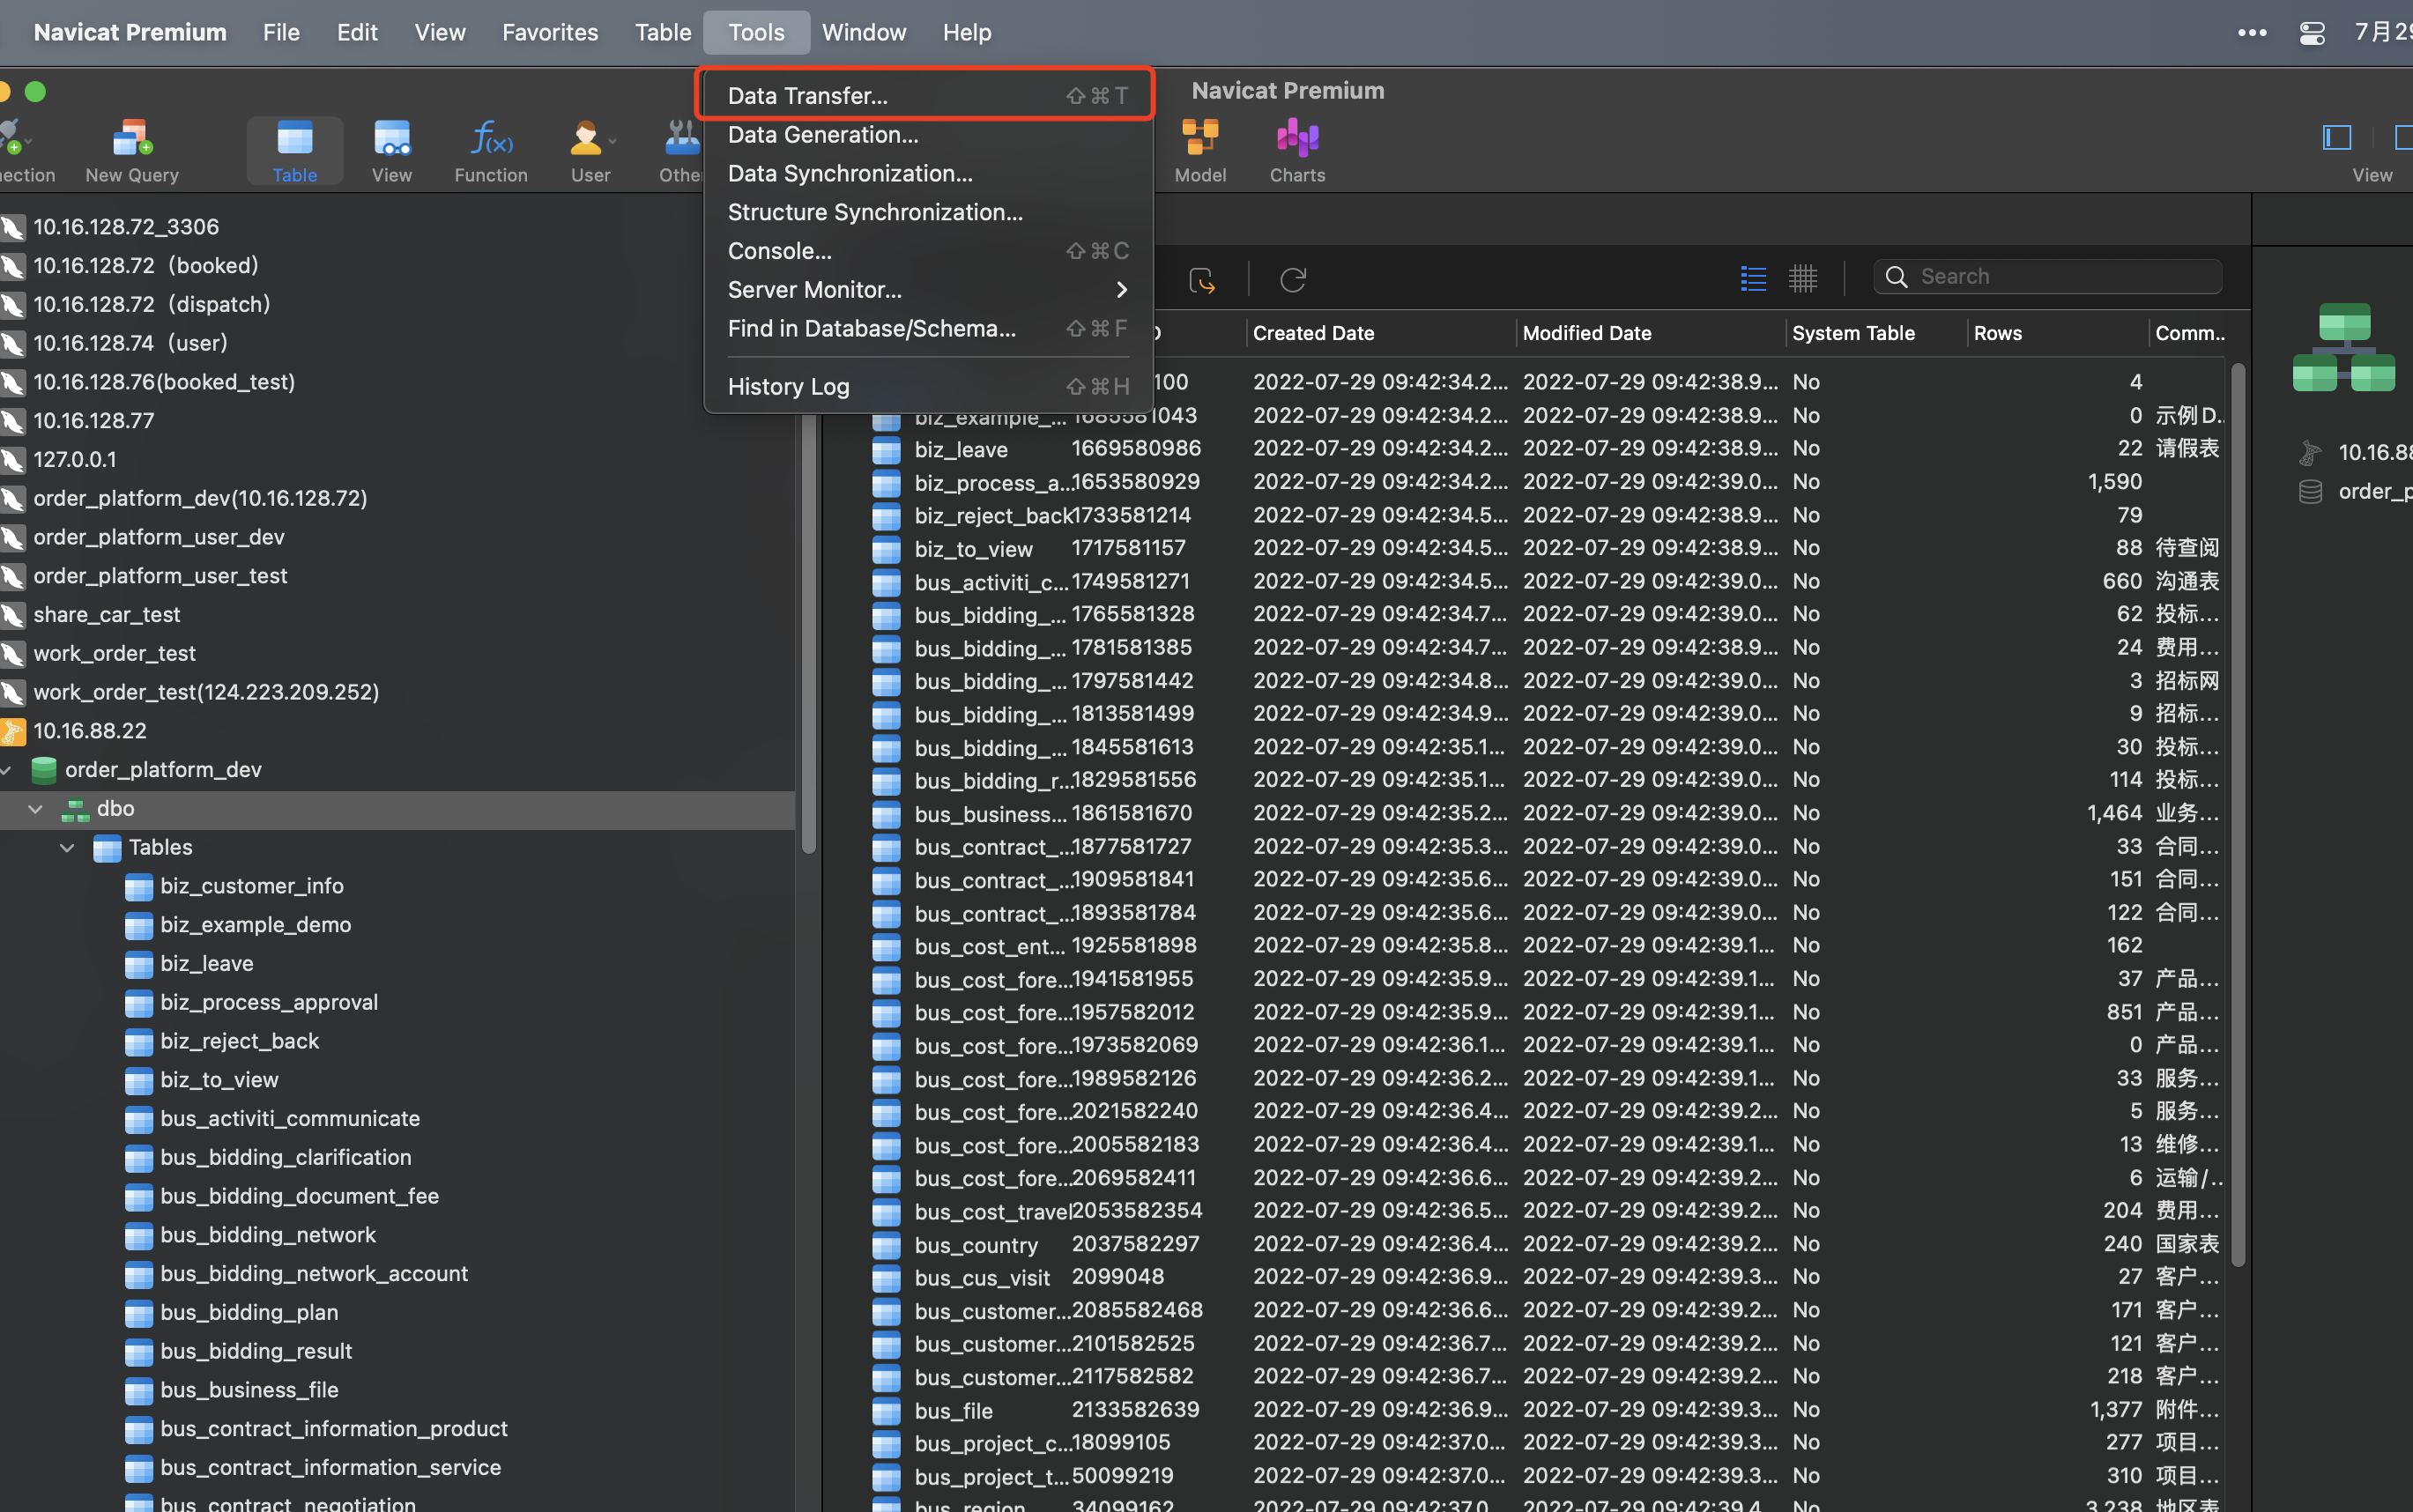 Navicat Premium File Edit View Favorites Table Tools Window Help ••• 7月29
Navicat Premium
Data Transfer... ⇧⌘T
Data Generation...
Data Synchronization...
Structure Synchronization...
Console... ⇧⌘C
Server Monitor...
Find in Database/Schema... ⇧⌘F
History Log ⇧⌘H
New Query Table View Function User Model Charts View
Search
10.16.128.72_3306
10.16.128.72（booked）
10.16.128.72（dispatch）
10.16.128.74（user）
10.16.128.76(booked_test)
10.16.128.77
127.0.0.1
order_platform_dev(10.16.128.72)
order_platform_user_dev
order_platform_user_test
share_car_test
work_order_test
work_order_test(124.223.209.252)
10.16.88.22
order_platform_dev
dbo
Tables
biz_customer_info
biz_example_demo
biz_leave
biz_process_approval
biz_reject_back
biz_to_view
bus_activiti_communicate
bus_bidding_clarification
bus_bidding_document_fee
bus_bidding_network
bus_bidding_network_account
bus_bidding_plan
bus_bidding_result
bus_business_file
bus_contract_information_product
bus_contract_information_service
bus_contract_negotiation
Created Date Modified Date System Table Rows Comm..
100 2022-07-29 09:42:34.2... 2022-07-29 09:42:38.9... No 4
biz_example_... 1685581043 2022-07-29 09:42:34.2... 2022-07-29 09:42:38.9... No 0 示例D..
biz_leave 1669580986 2022-07-29 09:42:34.2... 2022-07-29 09:42:38.9... No 22 请假表
biz_process_a... 1653580929 2022-07-29 09:42:34.2... 2022-07-29 09:42:39.0... No 1,590
biz_reject_back 1733581214 2022-07-29 09:42:34.5... 2022-07-29 09:42:38.9... No 79
biz_to_view 1717581157 2022-07-29 09:42:34.5... 2022-07-29 09:42:38.9... No 88 待查阅
bus_activiti_c... 1749581271 2022-07-29 09:42:34.5... 2022-07-29 09:42:39.0... No 660 沟通表
bus_bidding_... 1765581328 2022-07-29 09:42:34.7... 2022-07-29 09:42:39.0... No 62 投标...
bus_bidding_... 1781581385 2022-07-29 09:42:34.7... 2022-07-29 09:42:38.9... No 24 费用...
bus_bidding_... 1797581442 2022-07-29 09:42:34.8... 2022-07-29 09:42:39.0... No 3 招标网
bus_bidding_... 1813581499 2022-07-29 09:42:34.9... 2022-07-29 09:42:39.0... No 9 招标...
bus_bidding_... 1845581613 2022-07-29 09:42:35.1... 2022-07-29 09:42:39.0... No 30 投标...
bus_bidding_r... 1829581556 2022-07-29 09:42:35.1... 2022-07-29 09:42:39.0... No 114 投标...
bus_business... 1861581670 2022-07-29 09:42:35.2... 2022-07-29 09:42:39.0... No 1,464 业务...
bus_contract_... 1877581727 2022-07-29 09:42:35.3... 2022-07-29 09:42:39.0... No 33 合同...
bus_contract_... 1909581841 2022-07-29 09:42:35.6... 2022-07-29 09:42:39.0... No 151 合同...
bus_contract_... 1893581784 2022-07-29 09:42:35.6... 2022-07-29 09:42:39.0... No 122 合同...
bus_cost_ent... 1925581898 2022-07-29 09:42:35.8... 2022-07-29 09:42:39.1... No 162
bus_cost_fore... 1941581955 2022-07-29 09:42:35.9... 2022-07-29 09:42:39.1... No 37 产品...
bus_cost_fore... 1957582012 2022-07-29 09:42:35.9... 2022-07-29 09:42:39.1... No 851 产品...
bus_cost_fore... 1973582069 2022-07-29 09:42:36.1... 2022-07-29 09:42:39.1... No 0 产品...
bus_cost_fore... 1989582126 2022-07-29 09:42:36.2... 2022-07-29 09:42:39.1... No 33 服务...
bus_cost_fore... 2021582240 2022-07-29 09:42:36.4... 2022-07-29 09:42:39.2... No 5 服务...
bus_cost_fore... 2005582183 2022-07-29 09:42:36.4... 2022-07-29 09:42:39.1... No 13 维修...
bus_cost_fore... 2069582411 2022-07-29 09:42:36.6... 2022-07-29 09:42:39.2... No 6 运输/..
bus_cost_travel 2053582354 2022-07-29 09:42:36.5... 2022-07-29 09:42:39.2... No 204 费用...
bus_country 2037582297 2022-07-29 09:42:36.4... 2022-07-29 09:42:39.2... No 240 国家表
bus_cus_visit 2099048 2022-07-29 09:42:36.9... 2022-07-29 09:42:39.3... No 27 客户...
bus_customer... 2085582468 2022-07-29 09:42:36.6... 2022-07-29 09:42:39.2... No 171 客户...
bus_customer... 2101582525 2022-07-29 09:42:36.7... 2022-07-29 09:42:39.2... No 121 客户...
bus_customer... 2117582582 2022-07-29 09:42:36.7... 2022-07-29 09:42:39.2... No 218 客户...
bus_file 2133582639 2022-07-29 09:42:36.9... 2022-07-29 09:42:39.3... No 1,377 附件...
bus_project_c... 18099105 2022-07-29 09:42:37.0... 2022-07-29 09:42:39.3... No 277 项目...
bus_project_t... 50099219 2022-07-29 09:42:37.0... 2022-07-29 09:42:39.3... No 310 项目...
bus_region 34099162 2022-07-29 09:42:37.0 2022-07-29 09:42:39.4 No 3,238 地区表
10.16.88
order_p